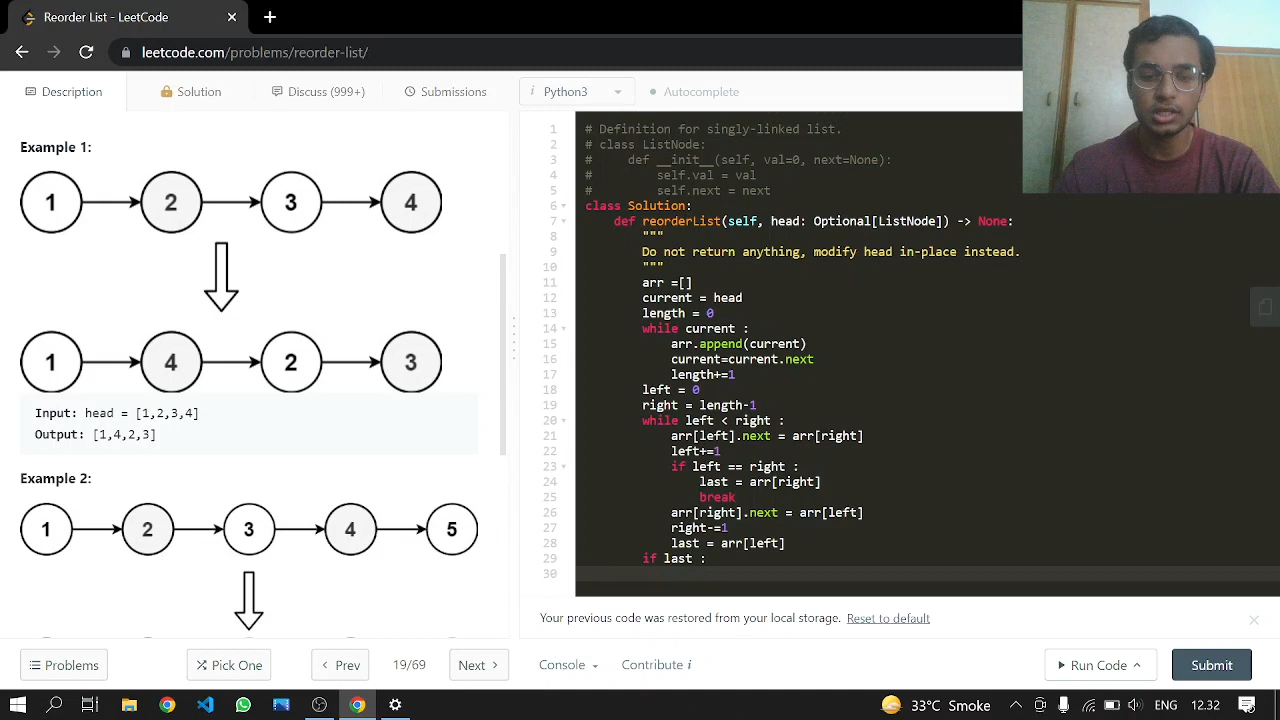 Reorder List - LeetCode
leetcode.com/problems/reorder-list/
Description
Solution
Discuss (999+)
Submissions
i Python3
Autocomplete
Example 1:
1 2 3 4
1 4 2 3
Input: head = [1,2,3,4]
Output: [1,4,2,3]
Example 2:
1 2 3 4 5
1 # Definition for singly-linked list.
2 # class ListNode:
3 #     def __init__(self, val=0, next=None):
4 #         self.val = val
5 #         self.next = next
6 class Solution:
7     def reorderList(self, head: Optional[ListNode]) -> None:
8         """
9         Do not return anything, modify head in-place instead.
10         """
11         arr =[]
12         current = head
13         length = 0
14         while current :
15             arr.append(current)
16             current=current.next
17             length+=1
18         left = 0
19         right = length-1
20         while left < right :
21             arr[left].next = arr[right]
22             left+=1
23             if left == right :
24                 last = arr[right]
25                 break
26             arr[right].next = arr[left]
27             right-=1
28             last = arr[left]
29         if last :
30
Your previous code was restored from your local storage. Reset to default
Problems
Pick One
Prev
19/69
Next
Console
Contribute i
Run Code
Submit
33°C Smoke
ENG
12.32